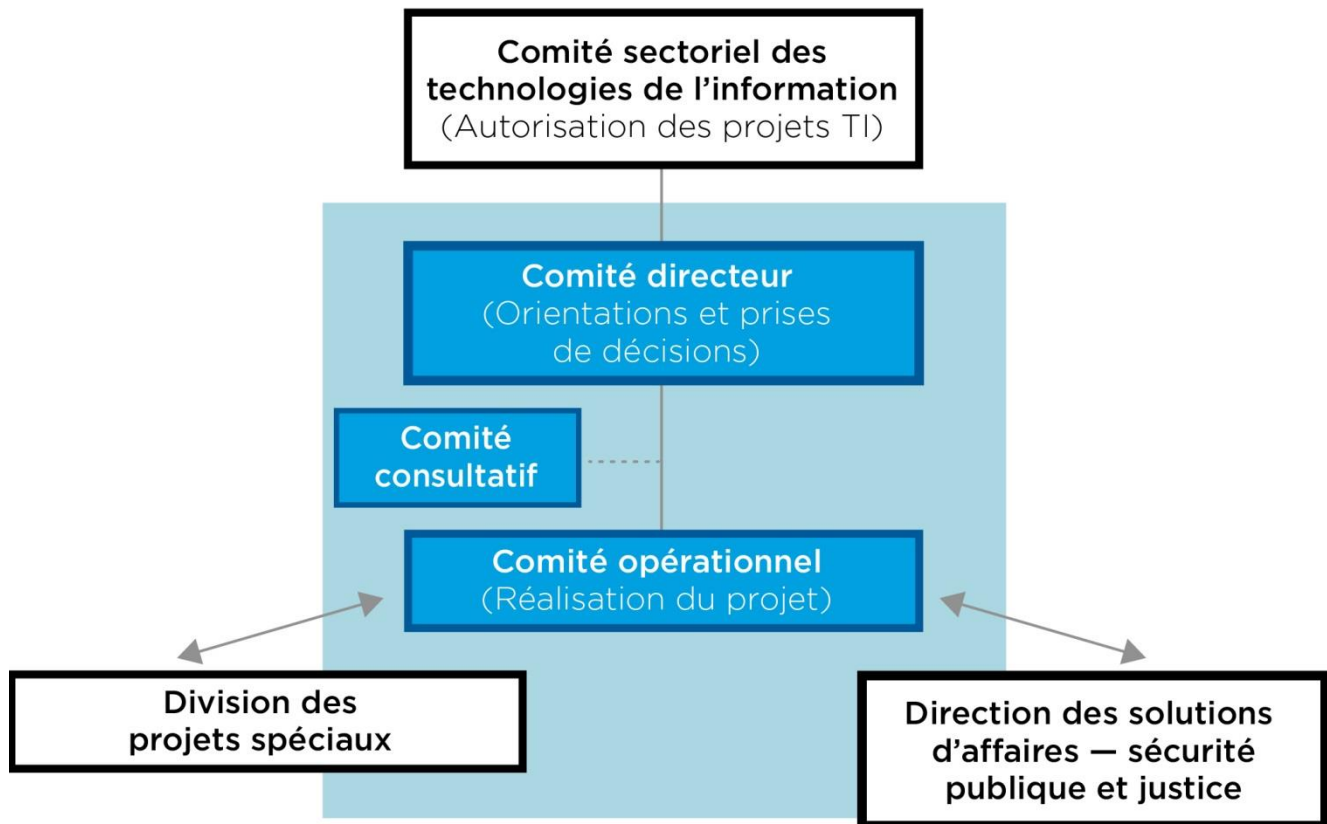 Comité sectoriel des
technologies de l’information
(Autorisation des projets TI)
Comité directeur
(Orientations et prises
de décisions)
Comité
consultatif
Comité opérationnel
(Réalisation du projet)
Division des
projets spéciaux
Direction des solutions
d’affaires — sécurité
publique et justice